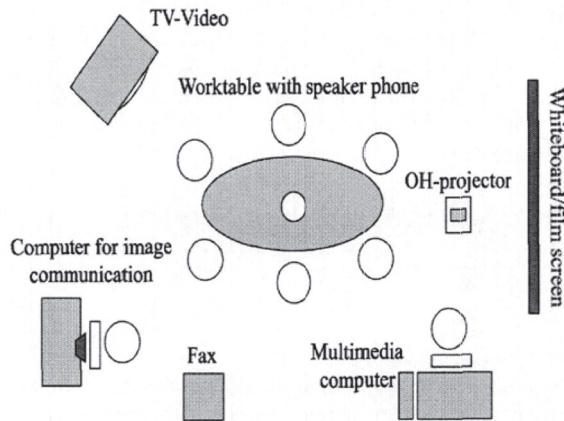 TV-Video
Worktable with speaker phone
OH-projector
Whiteboard/film screen
Computer for image
communication
Fax
Multimedia
computer